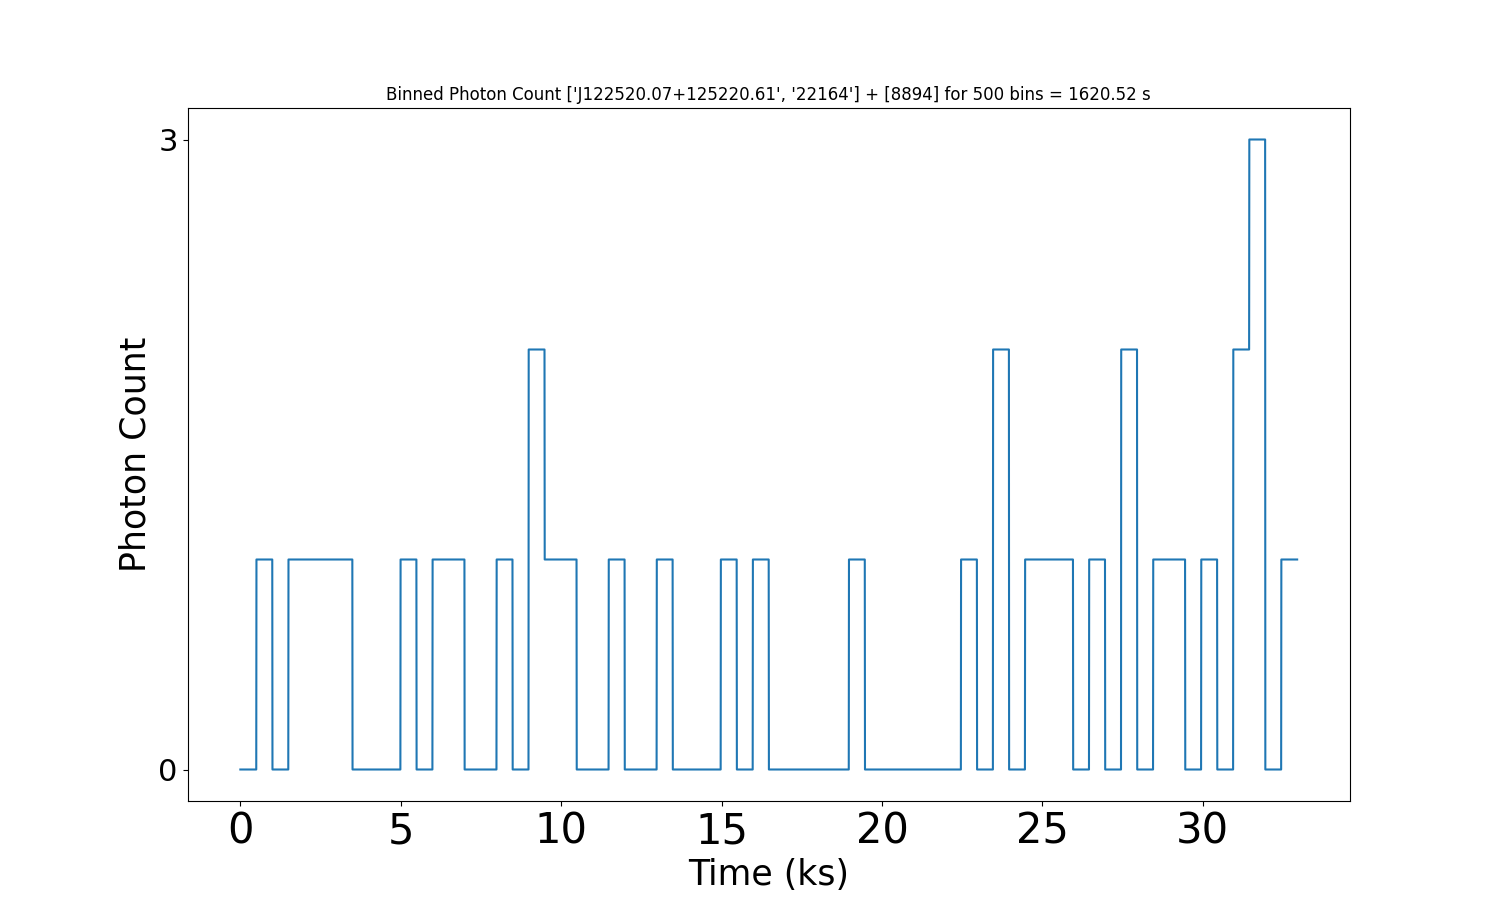 Binned Photon Count ['J122520.07+125220.61', '22164'] + [8894] for 500 bins = 1620.52 s
3
Photon Count
0
0 5 10 15 20 25 30
Time (ks)